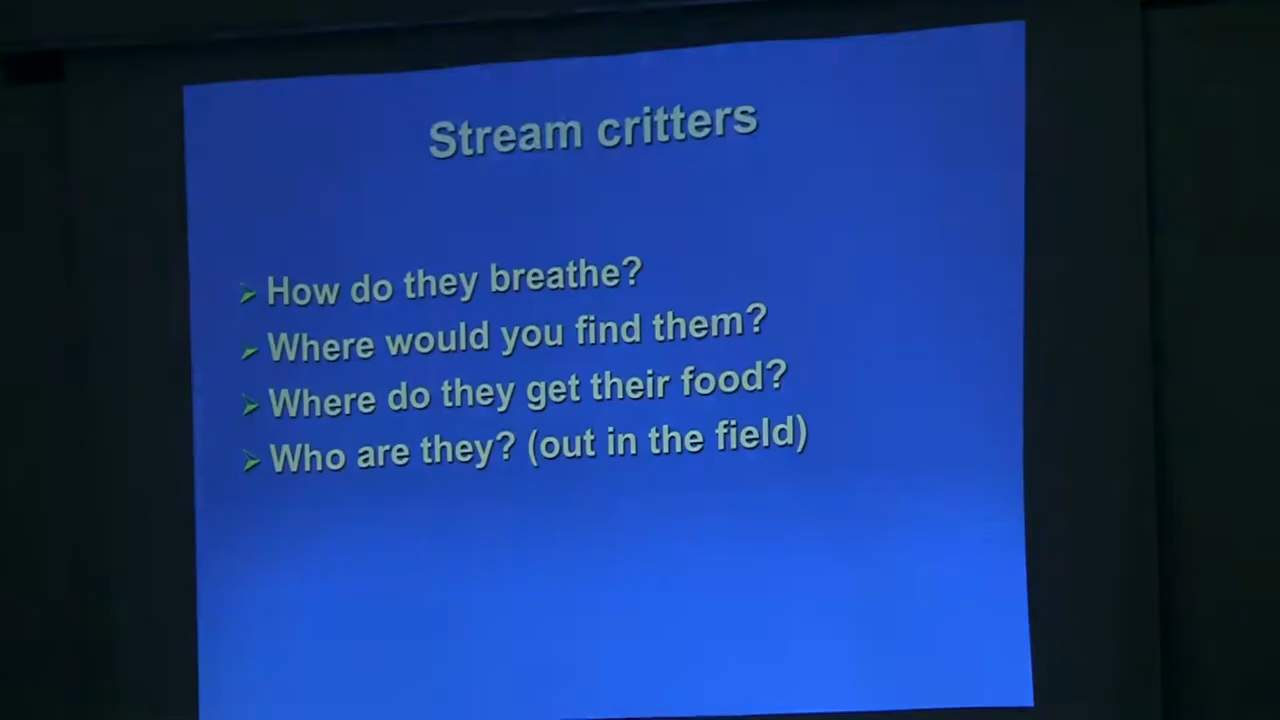 Stream critters
How do they breathe?
Where would you find them?
Where do they get their food?
Who are they? (out in the field)